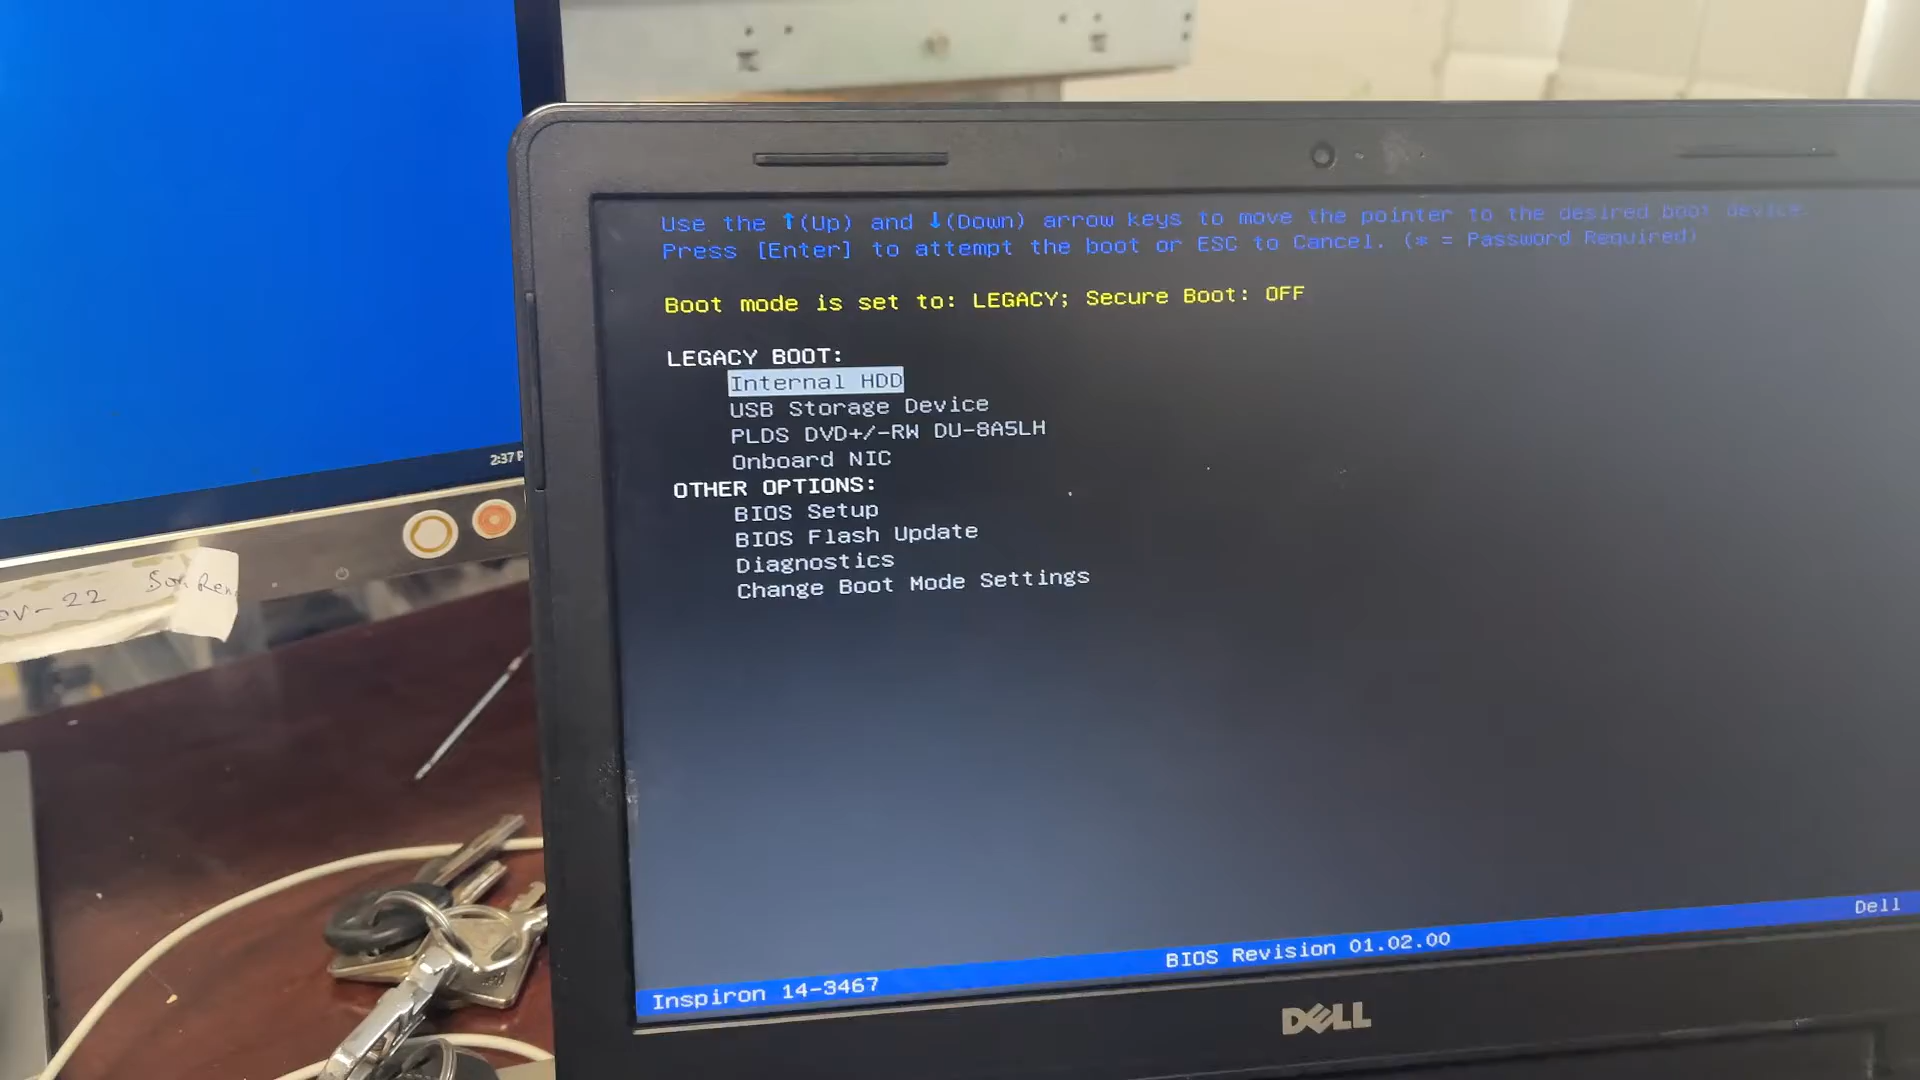 Use the ↑(Up) and ↓(Down) arrow keys to move the pointer to the desired boot device.
Press [Enter] to attempt the boot or ESC to Cancel. (* = Password Required)
Boot mode is set to: LEGACY; Secure Boot: OFF
LEGACY BOOT:
Internal HDD
USB Storage Device
PLDS DVD+/-RW DU-8A5LH
Onboard NIC
OTHER OPTIONS:
BIOS Setup
BIOS Flash Update
Diagnostics
Change Boot Mode Settings
2:37 P
22
Dell
BIOS Revision 01.02.00
Inspiron 14-3467
DELL